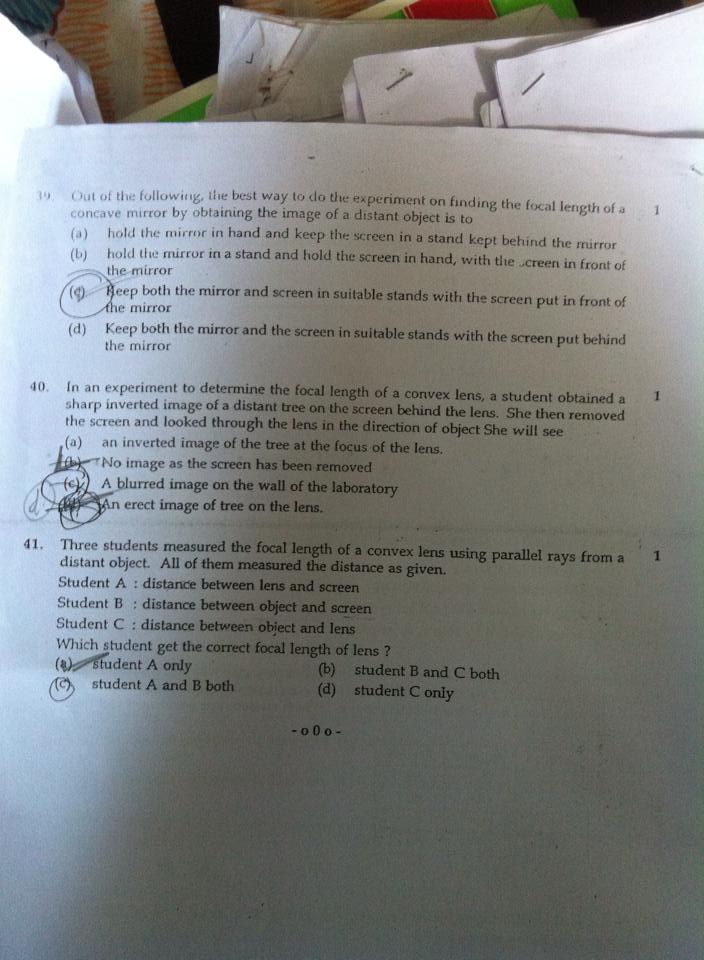 39. Out of the following, the best way to do the experiment on finding the focal length of a 1
concave mirror by obtaining the image of a distant object is to
(a) hold the mirror in hand and keep the screen in a stand kept behind the mirror
(b) hold the mirror in a stand and hold the screen in hand, with the screen in front of
the mirror
(c) Keep both the mirror and screen in suitable stands with the screen put in front of
the mirror
(d) Keep both the mirror and the screen in suitable stands with the screen put behind
the mirror
40. In an experiment to determine the focal length of a convex lens, a student obtained a 1
sharp inverted image of a distant tree on the screen behind the lens. She then removed
the screen and looked through the lens in the direction of object She will see
(a) an inverted image of the tree at the focus of the lens.
(b) No image as the screen has been removed
(c) A blurred image on the wall of the laboratory
d An erect image of tree on the lens.
41. Three students measured the focal length of a convex lens using parallel rays from a 1
distant object. All of them measured the distance as given.
Student A : distance between lens and screen
Student B : distance between object and screen
Student C : distance between object and lens
Which student get the correct focal length of lens ?
(a) student A only (b) student B and C both
(c) student A and B both (d) student C only
- o 0 o -